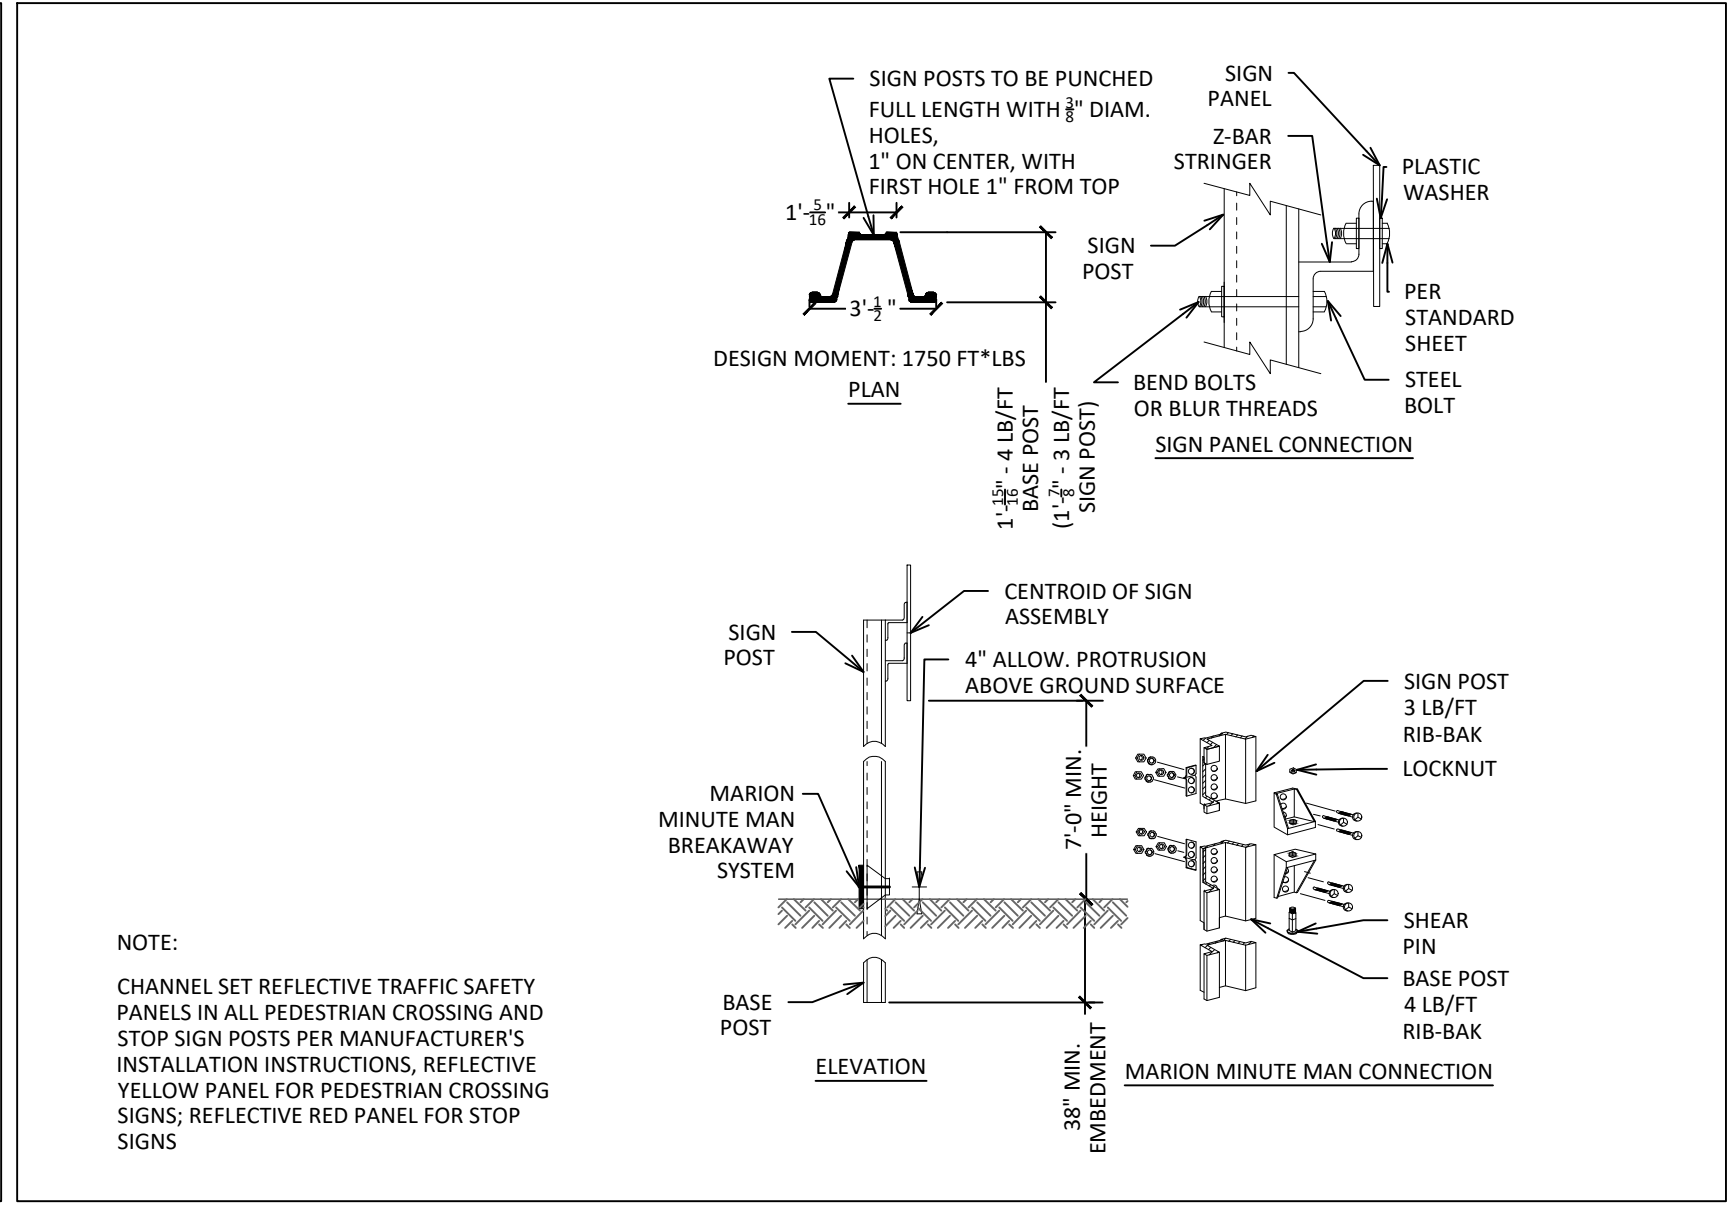 SIGN POSTS TO BE PUNCHED
FULL LENGTH WITH 3/8" DIAM.
HOLES,
1" ON CENTER, WITH
FIRST HOLE 1" FROM TOP
1'-5/16"
3'-1/2 "
DESIGN MOMENT: 1750 FT*LBS
PLAN
1'-15/16" - 4 LB/FT
BASE POST
(1'-7/8" - 3 LB/FT
SIGN POST)
SIGN
PANEL
Z-BAR
STRINGER
SIGN
POST
PLASTIC
WASHER
PER
STANDARD
SHEET
STEEL
BOLT
BEND BOLTS
OR BLUR THREADS
SIGN PANEL CONNECTION
SIGN
POST
CENTROID OF SIGN
ASSEMBLY
4" ALLOW. PROTRUSION
ABOVE GROUND SURFACE
MARION
MINUTE MAN
BREAKAWAY
SYSTEM
7'-0" MIN.
HEIGHT
BASE
POST
38" MIN.
EMBEDMENT
ELEVATION
SIGN POST
3 LB/FT
RIB-BAK
LOCKNUT
SHEAR
PIN
BASE POST
4 LB/FT
RIB-BAK
MARION MINUTE MAN CONNECTION
NOTE:
CHANNEL SET REFLECTIVE TRAFFIC SAFETY
PANELS IN ALL PEDESTRIAN CROSSING AND
STOP SIGN POSTS PER MANUFACTURER'S
INSTALLATION INSTRUCTIONS, REFLECTIVE
YELLOW PANEL FOR PEDESTRIAN CROSSING
SIGNS; REFLECTIVE RED PANEL FOR STOP
SIGNS